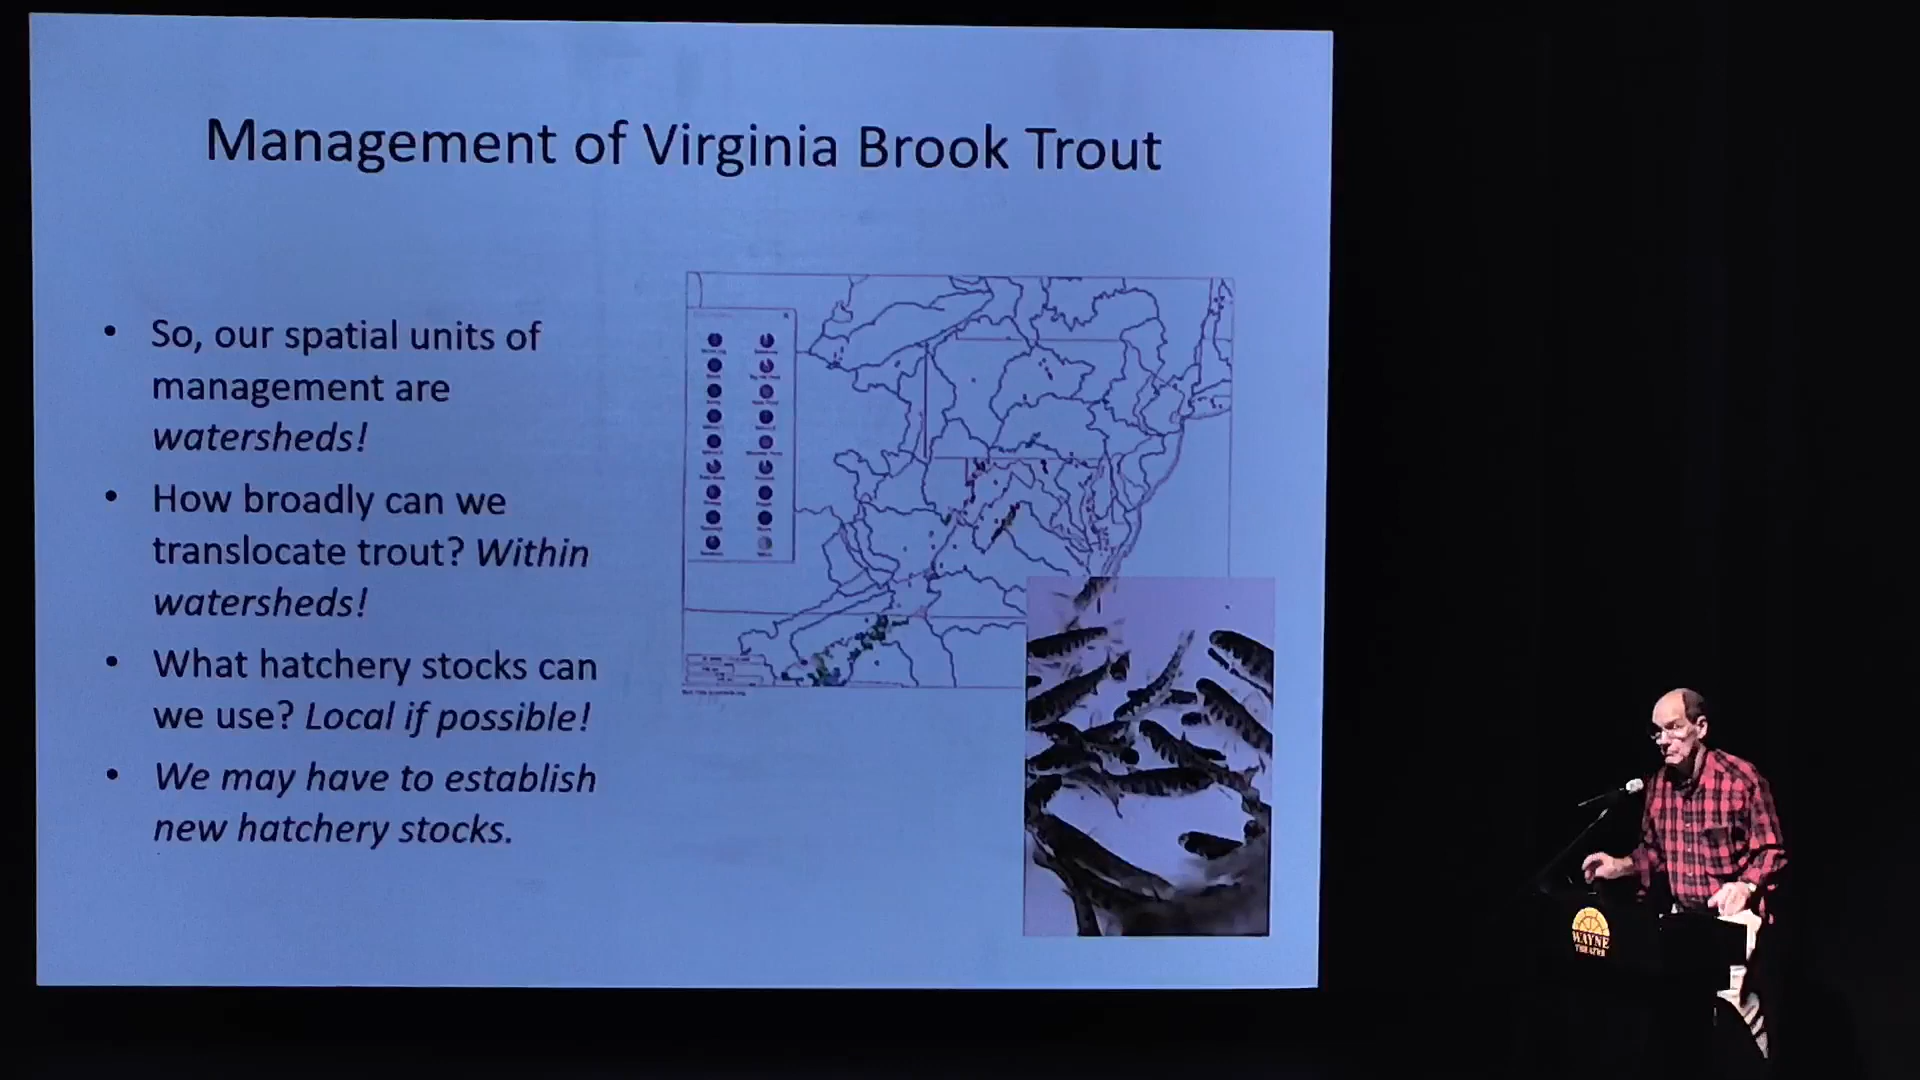 Management of Virginia Brook Trout
• So, our spatial units of
management are
watersheds!
• How broadly can we
translocate trout? Within
watersheds!
• What hatchery stocks can
we use? Local if possible!
• We may have to establish
new hatchery stocks.
WAYNE
THEATRE